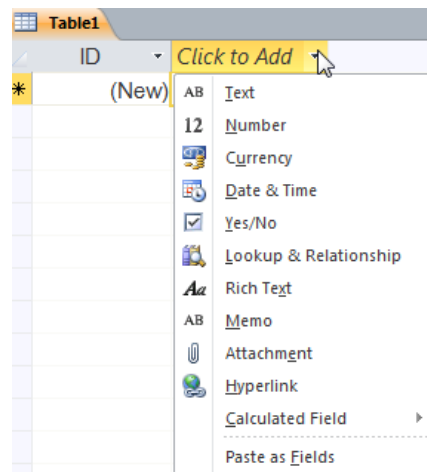 Table1
ID Click to Add
* (New)
AB Text
12 Number
Currency
Date & Time
Yes/No
Lookup & Relationship
Aa Rich Text
AB Memo
Attachment
Hyperlink
Calculated Field
Paste as Fields